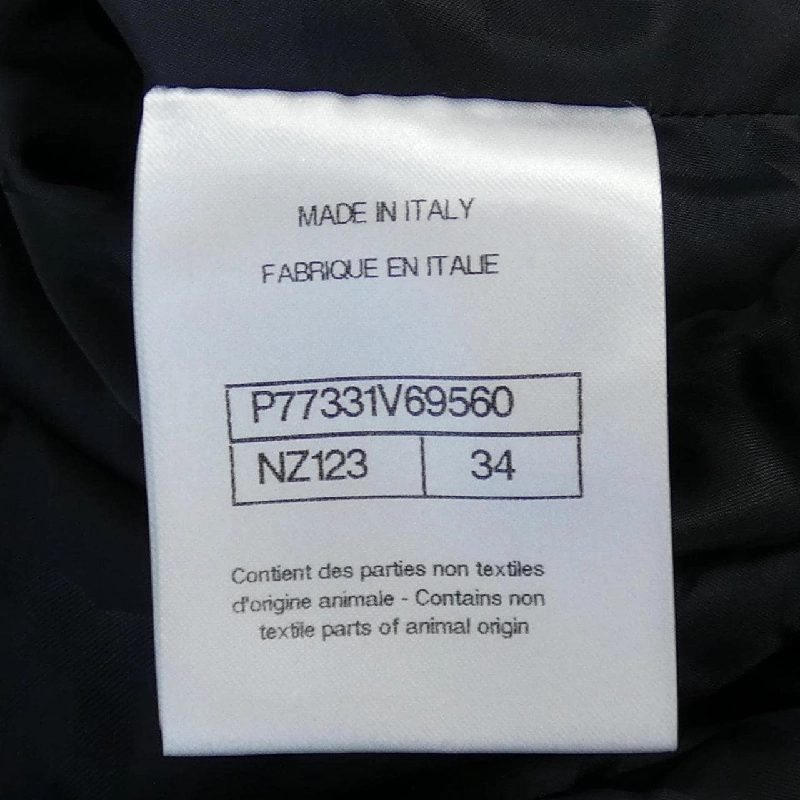 MADE IN ITALY
FABRIQUE EN ITALIE
P77331V69560
NZ123 34
Contient des parties non textiles
d'origine animale - Contains non
textile parts of animal origin